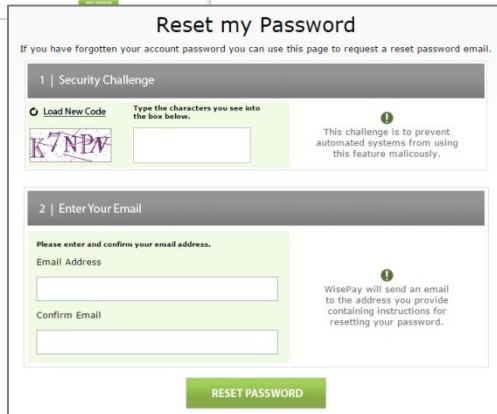 Reset my Password
If you have forgotten your account password you can use this page to request a reset password email.
1 | Security Challenge
Load New Code
Type the characters you see into
the box below.
K7NPN
This challenge is to prevent
automated systems from using
this feature malicously.
2 | Enter Your Email
Please enter and confirm your email address.
Email Address
Confirm Email
WisePay will send an email
to the address you provide
containing instructions for
resetting your password.
RESET PASSWORD